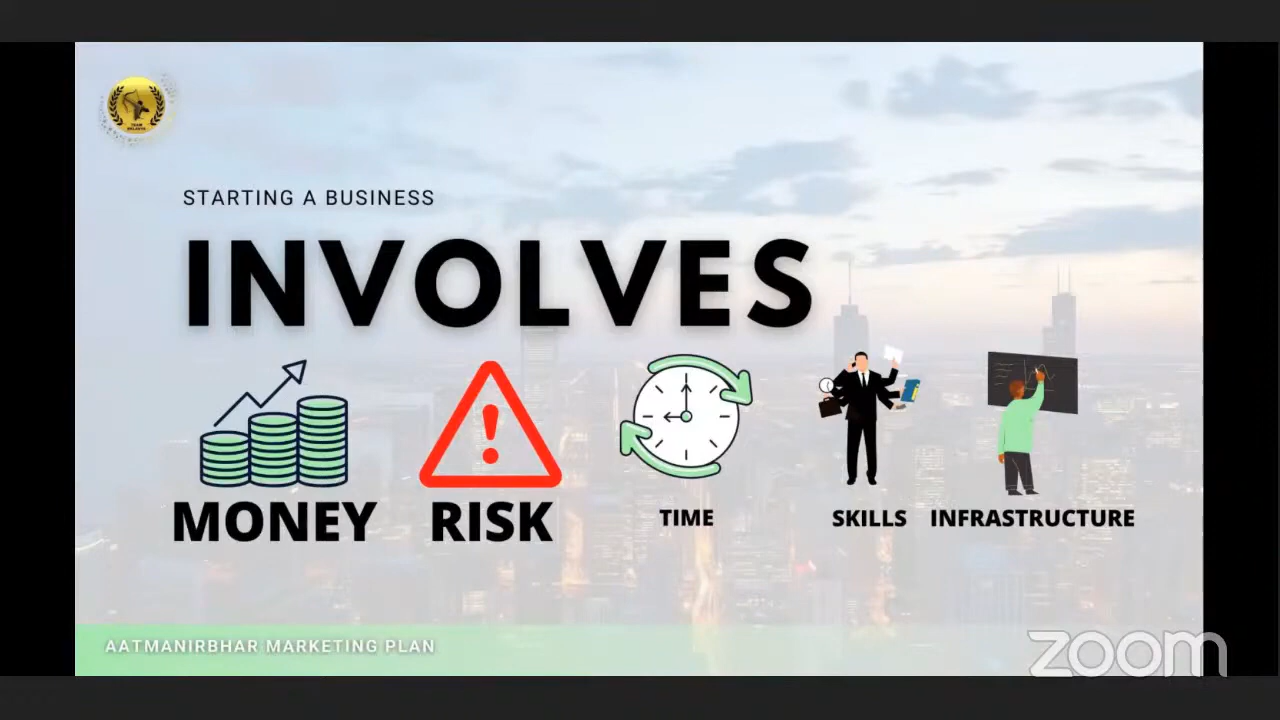 STARTING A BUSINESS
INVOLVES
MONEY RISK TIME SKILLS INFRASTRUCTURE
AATMANIRBHAR MARKETING PLAN
zoom